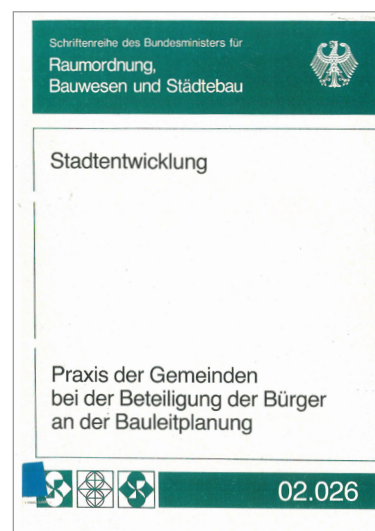 Schriftenreihe des Bundesministers für
Raumordnung,
Bauwesen und Städtebau
Stadtentwicklung
Praxis der Gemeinden
bei der Beteiligung der Bürger
an der Bauleitplanung
02.026